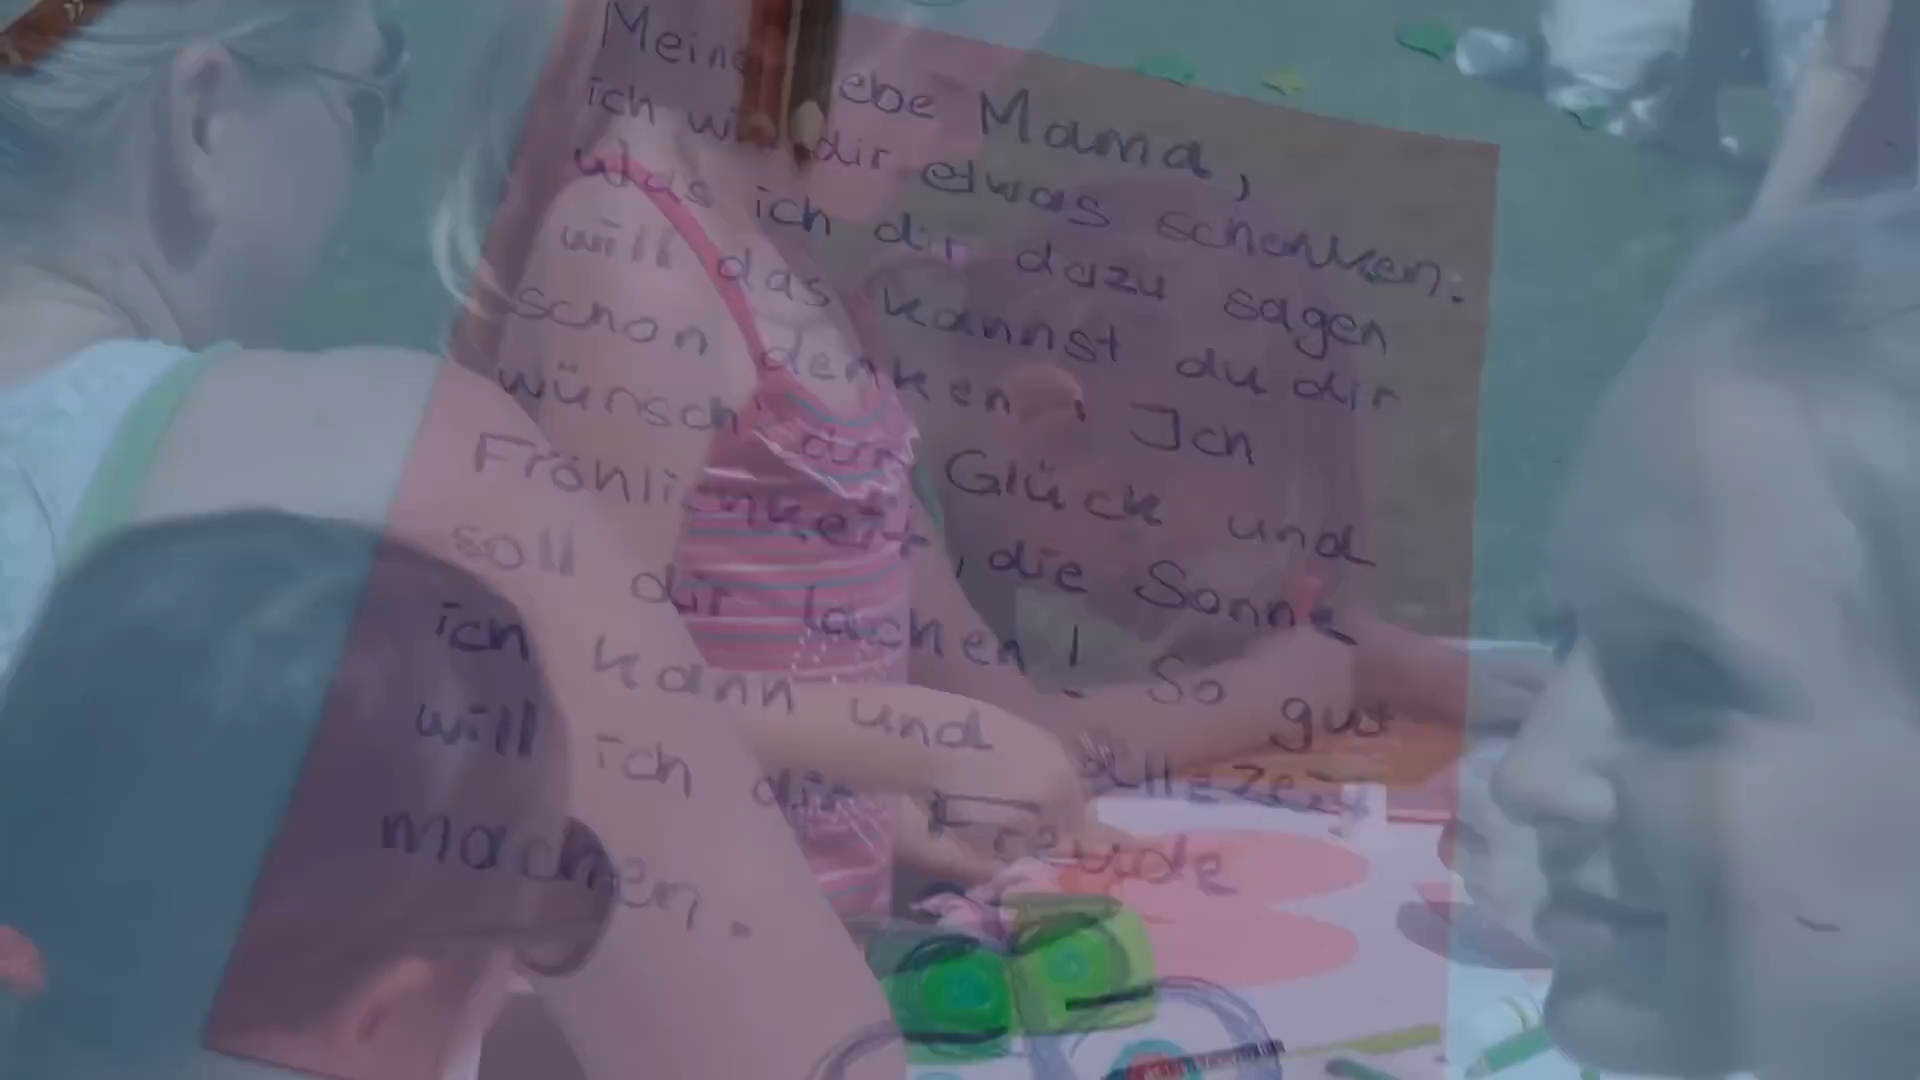 Meine liebe Mama,
ich will dir etwas schenken.
was ich dir dazu sagen
will das kannst du dir
schon denken. Ich
wünsch' dir Glück und
Fröhlichkeit, die Sonne
soll dir lachen! So gut
ich kann und allezeit
will ich dir Freude
machen.